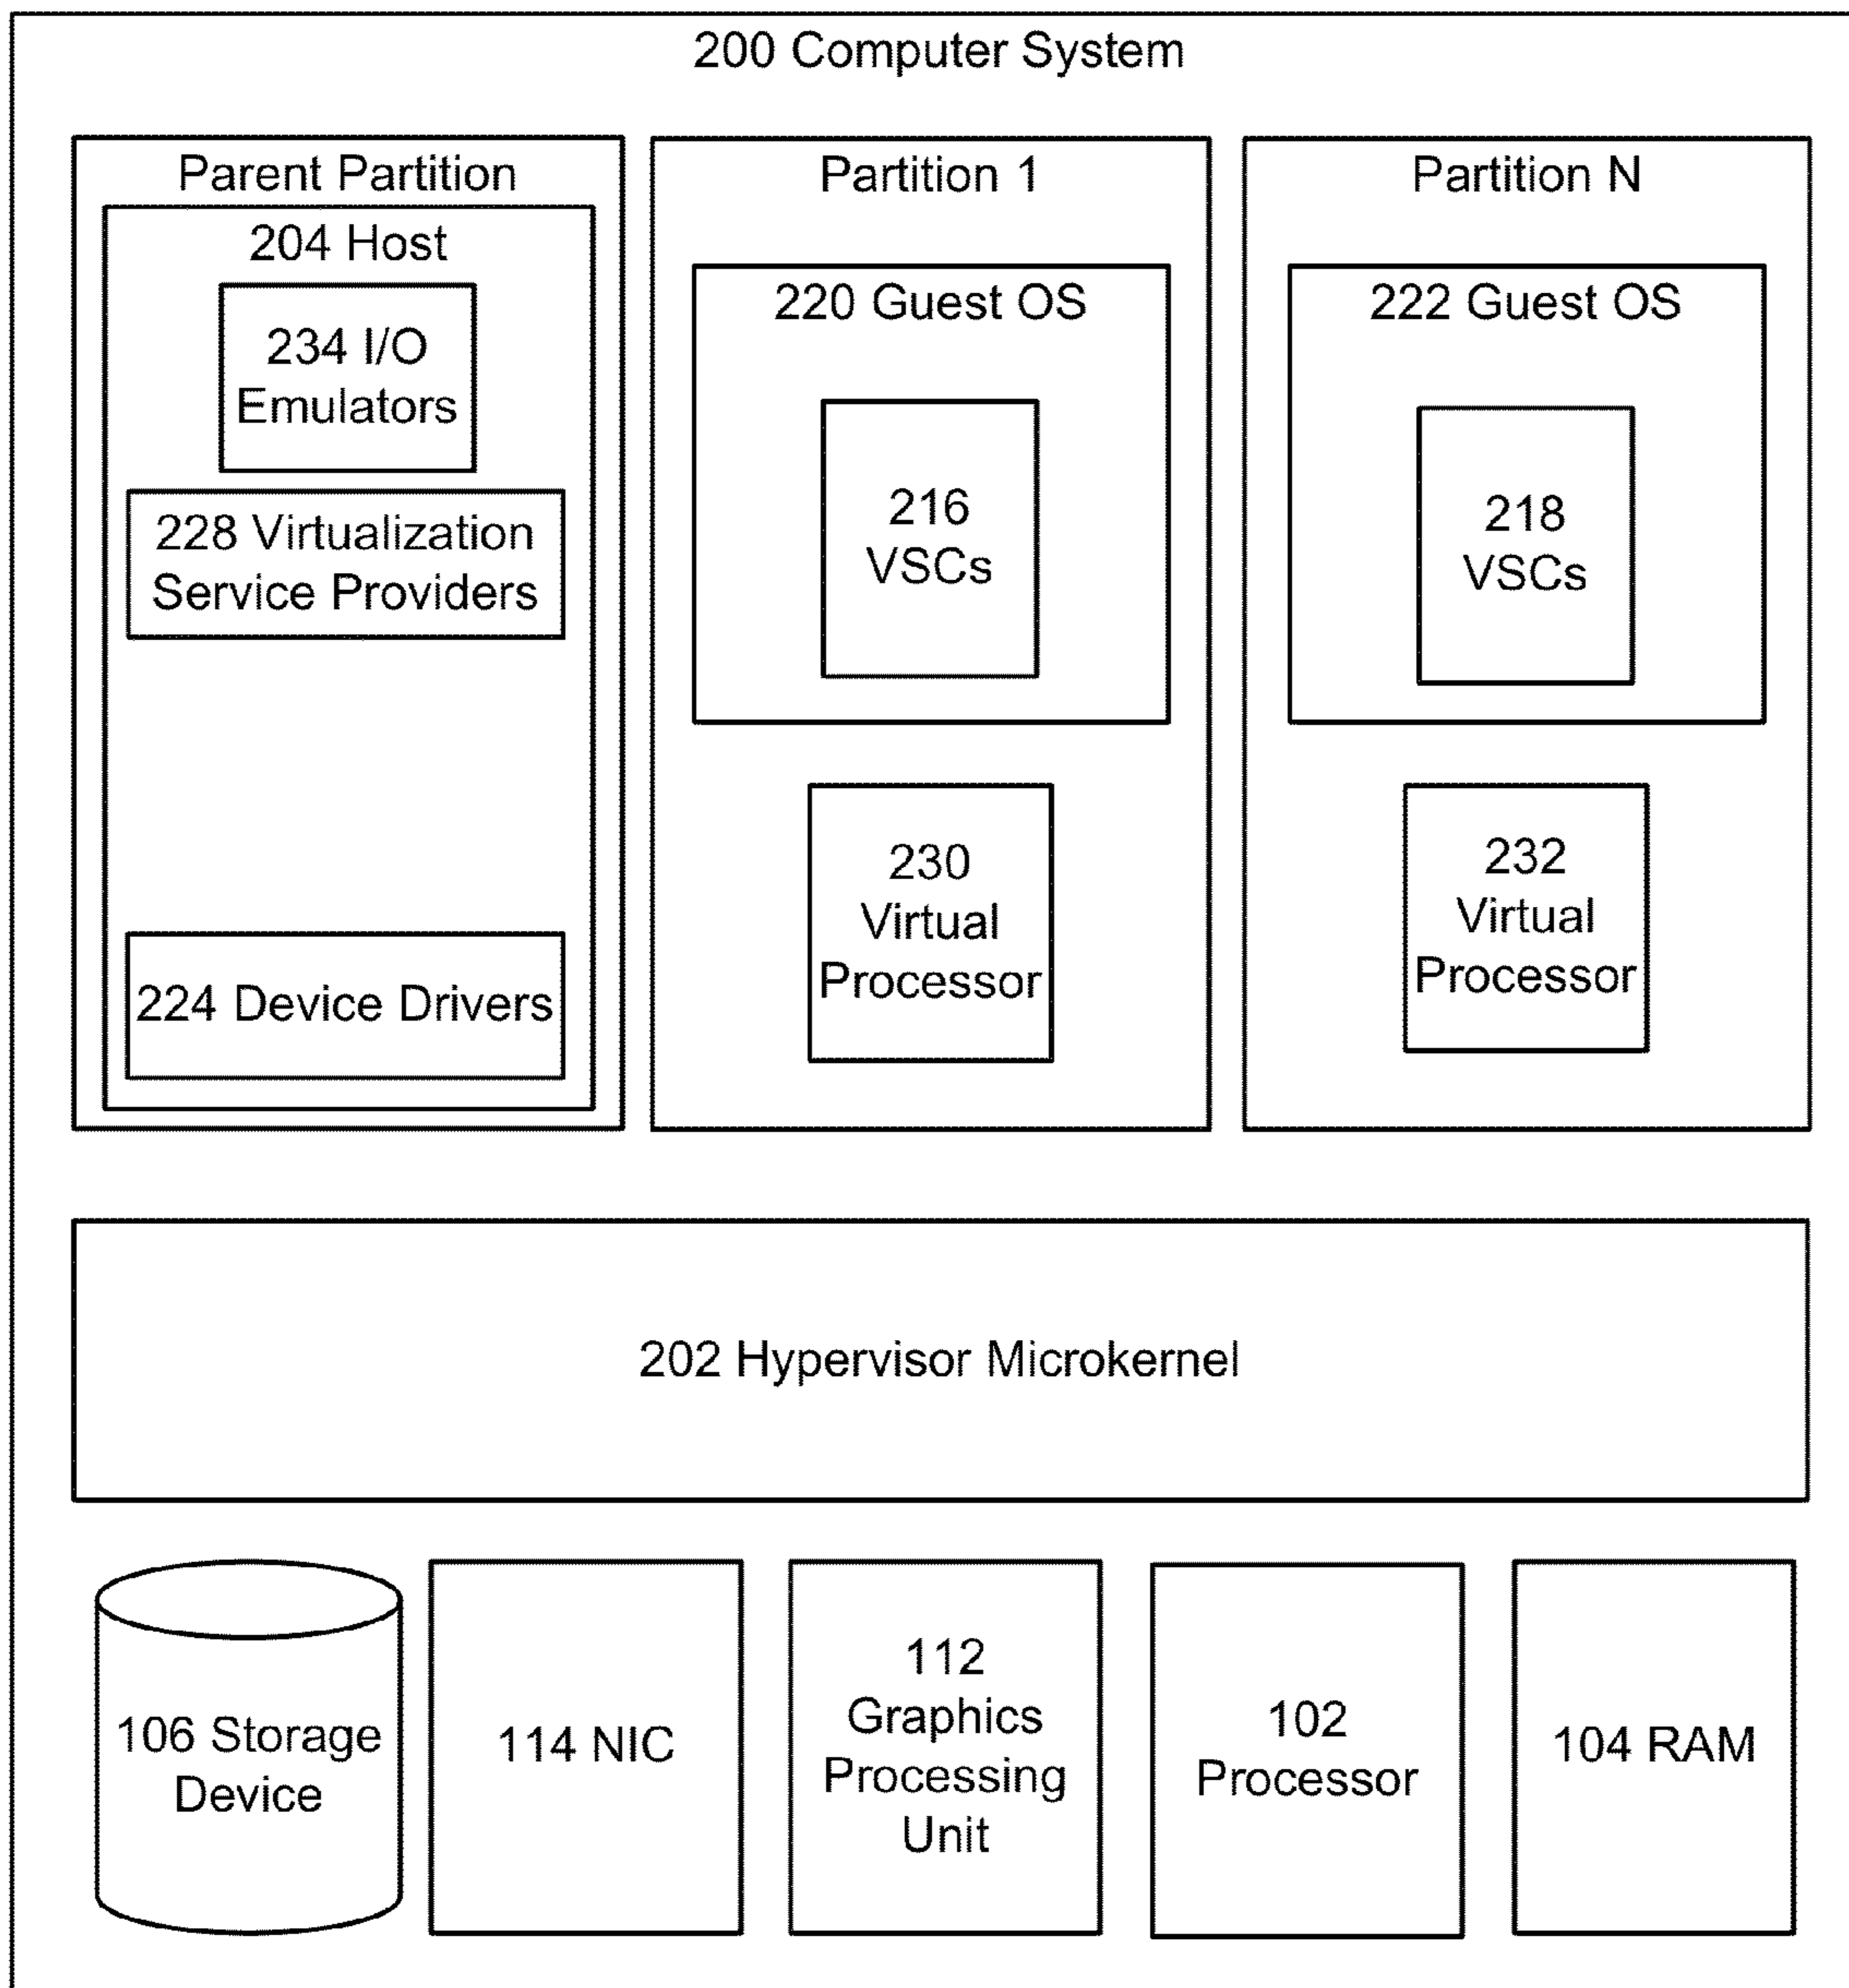 200 Computer System
Parent Partition
204 Host
234 I/O
Emulators
228 Virtualization
Service Providers
224 Device Drivers
Partition 1
220 Guest OS
216
VSCs
230
Virtual
Processor
Partition N
222 Guest OS
218
VSCs
232
Virtual
Processor
202 Hypervisor Microkernel
106 Storage
Device
114 NIC
112
Graphics
Processing
Unit
102
Processor
104 RAM